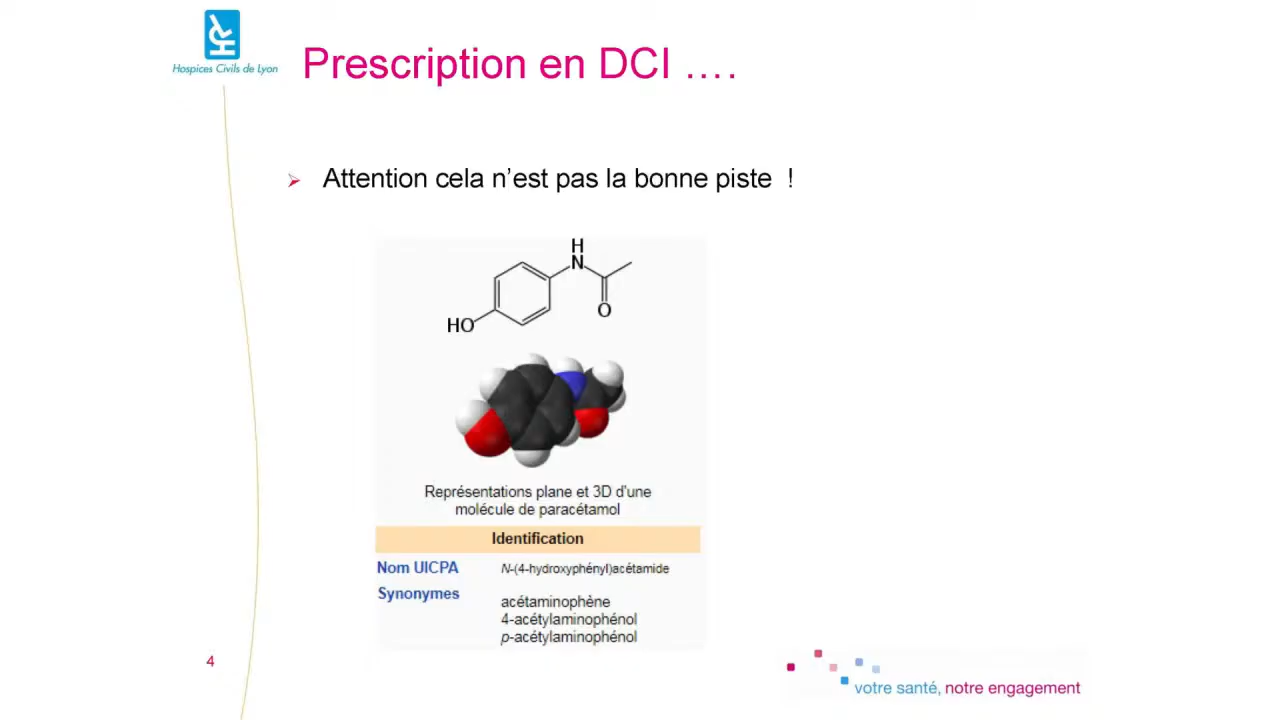 Hospices Civils de Lyon
Prescription en DCI ….
Attention cela n’est pas la bonne piste  !
H
N
O
HO
Représentations plane et 3D d'une
molécule de paracétamol
Identification
Nom UICPA N-(4-hydroxyphényl)acétamide
Synonymes
acétaminophène
4-acétylaminophénol
p-acétylaminophénol
4
votre santé, notre engagement